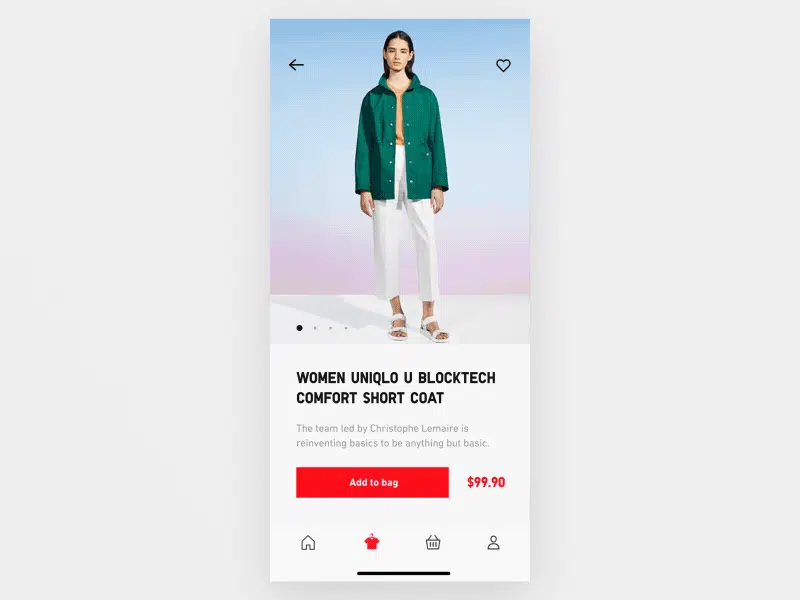 WOMEN UNIQLO U BLOCKTECH
COMFORT SHORT COAT
The team led by Christophe Lemaire is
reinventing basics to be anything but basic.
Add to bag
$99.90